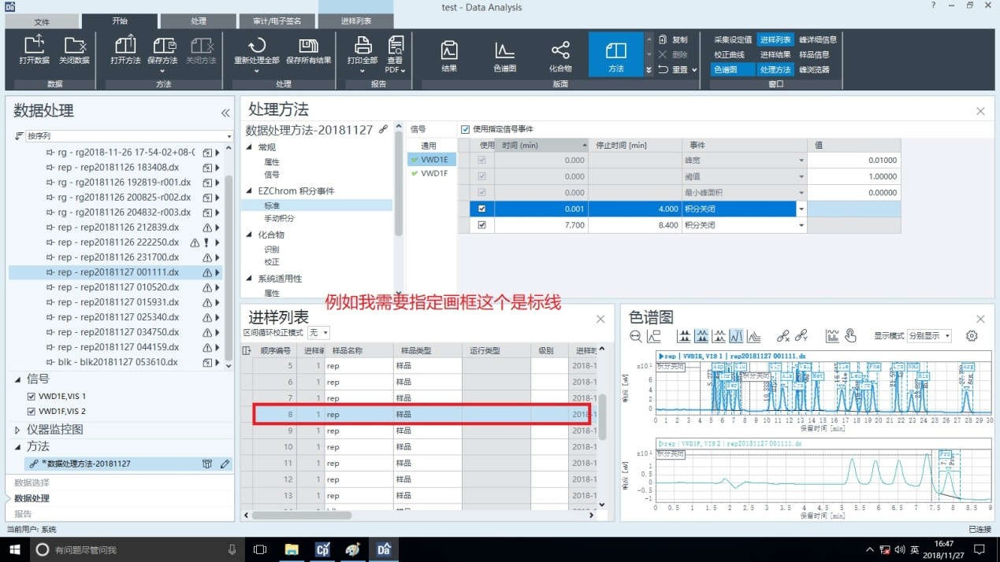 test - Data Analysis
文件
开始
处理
审计/电子签名
进样列表
打开数据
关闭数据
打开方法
保存方法
关闭方法
重新处理全部
保存所有结果
打印全部
查看
PDF
结果
色谱图
化合物
方法
复制
删除
重置
采集设定值
进样列表
峰详细信息
校正曲线
进样结果
样品信息
色谱图
处理方法
峰浏览器
数据
方法
处理
报告
版面
窗口
数据处理
按序列
rg - rg2018-11-26 17-54-02+08-0
rep - rep20181126 183408.dx
rg - rg20181126 192819-r001.dx
rg - rg20181126 200825-r002.dx
rg - rg20181126 204832-r003.dx
rep - rep20181126 212839.dx
rep - rep20181126 222250.dx
rep - rep20181126 231700.dx
rep - rep20181127 001111.dx
rep - rep20181127 010520.dx
rep - rep20181127 015931.dx
rep - rep20181127 025340.dx
rep - rep20181127 034750.dx
rep - rep20181127 044159.dx
blk - blk20181127 053610.dx
信号
VWD1E,VIS 1
VWD1F,VIS 2
仪器监控图
方法
*数据处理方法-20181127
数据选择
数据处理
报告
当前用户: 系统
处理方法
数据处理方法-20181127
常规
属性
信号
EZChrom 积分事件
标准
手动积分
化合物
识别
校正
系统适用性
属性
信号
通用
VWD1E
VWD1F
使用指定信号事件
使用 时间 (min) 停止时间 [min] 事件 值
0.000 峰宽 0.01000
0.000 阈值 1.00000
0.000 最小峰面积 0.00000
0.001 4.000 积分关闭
7.700 8.400 积分关闭
例如我需要指定画框这个是标线
进样列表
区间循环校正模式 无
顺序编号 进样编 样品名称 样品类型 运行类型 级别 进样时
5 1 rep 样品 2018-1
6 1 rep 样品 2018-1
7 1 rep 样品 2018-1
8 1 rep 样品 2018-1
9 1 rep 样品 2018-1
10 1 rep 样品 2018-1
11 1 rep 样品 2018-1
12 1 rep 样品 2018-1
13 1 rep 样品 2018-1
色谱图
显示模式 分别显示
rep | VWD1E, VIS 1 | rep20181127 001111.dx
x10¹
积分关闭
积分关闭
响应 [mV]
6
4
2
0
0 1 2 3 4 5 6 7 8 9 10 11 12 13 14 15 16 17 18 19 20 21 22 23 24 25 26 27 28 29 30
保留时间 [min]
rep | VWD1F, VIS 2 | rep20181127 001111.dx
x10¹
积分关闭
Pro
响应 [mV]
1
0.5
0
-0.5
-1
0 0.5 1 1.5 2 2.5 3 3.5 4 4.5 5 5.5 6 6.5 7 7.5 8 8.5 9
保留时间 [min]
已连接
有问题尽管问我
英
16:47
2018/11/27